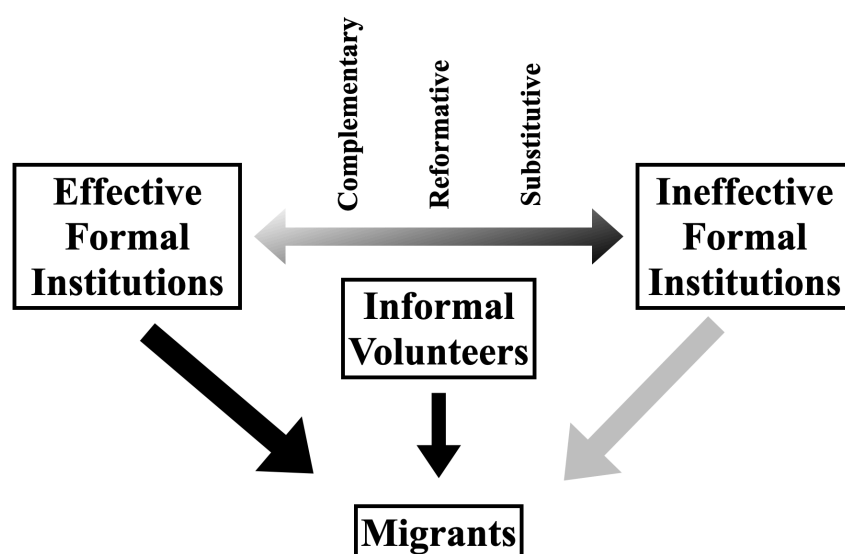 Complementary
Reformative
Substitutive
Effective
Formal
Institutions
Ineffective
Formal
Institutions
Informal
Volunteers
Migrants